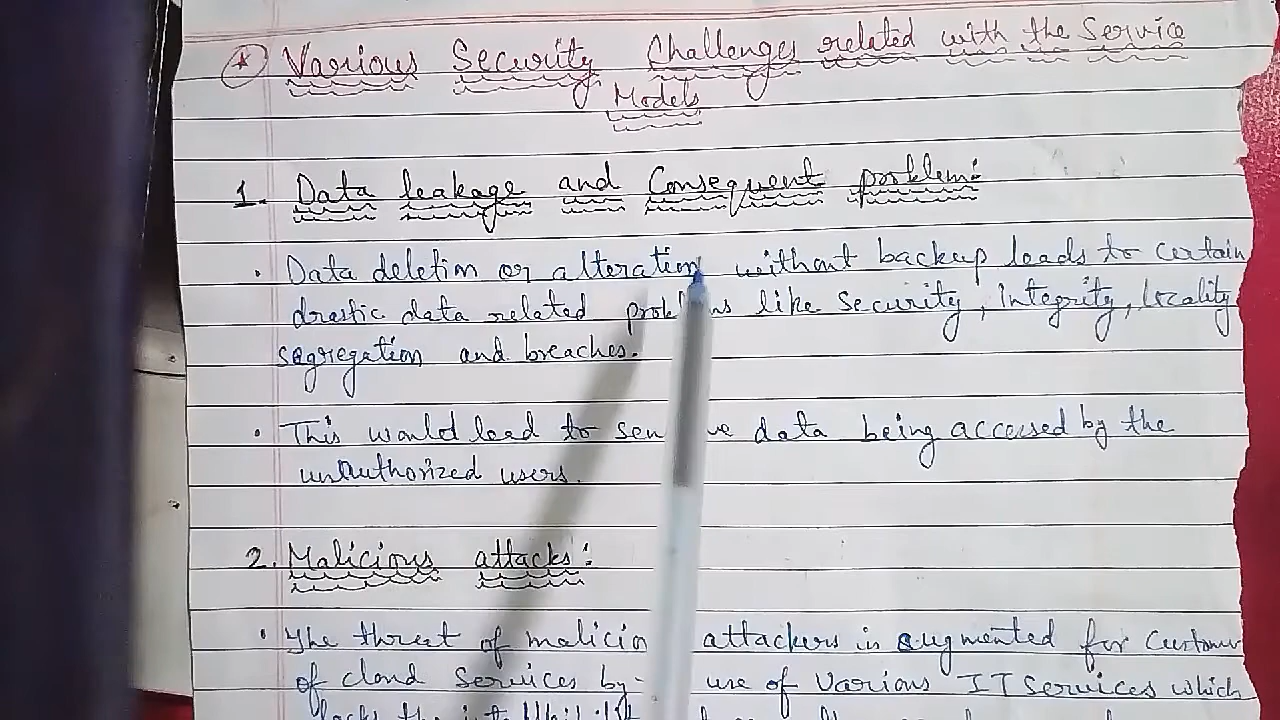 * Various Security Challenges related with the Service
Models
1. Data leakage and Consequent problem:
• Data deletion or alteration without backup leads to certain
drastic data related problems like security, integrity, locality
segregation and breaches.
• This would lead to data being accessed by the
unauthorized users.
2. Malicious attacks:
• The threat of attackers is augmented for Customer
of cloud services by use of various IT services which
lacks the